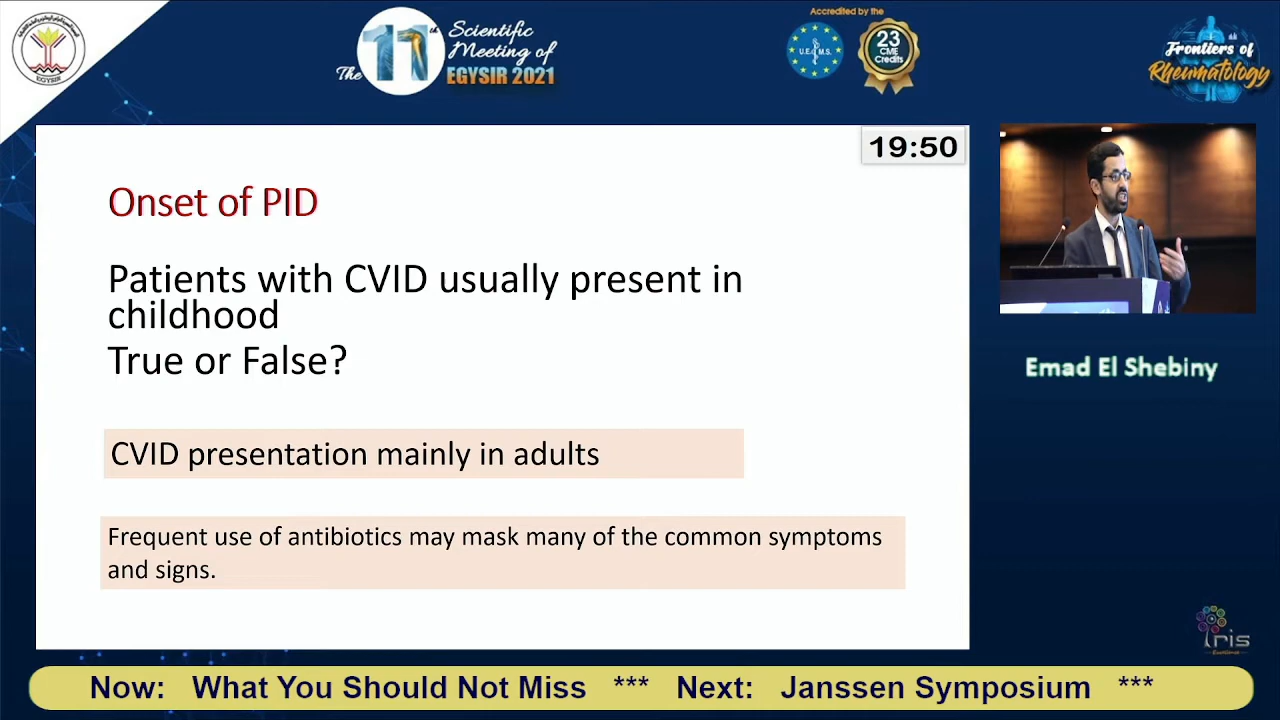 EGYSIR
The 11th
Scientific
Meeting of
EGYSIR 2021
Accredited by the
U.E.M.S.
23
CME
Credits
Frontiers of
Rheumatology
19:50
Onset of PID
Patients with CVID usually present in
childhood
True or False?
CVID presentation mainly in adults
Frequent use of antibiotics may mask many of the common symptoms
and signs.
Emad El Shebiny
Iris
Now: What You Should Not Miss *** Next: Janssen Symposium ***